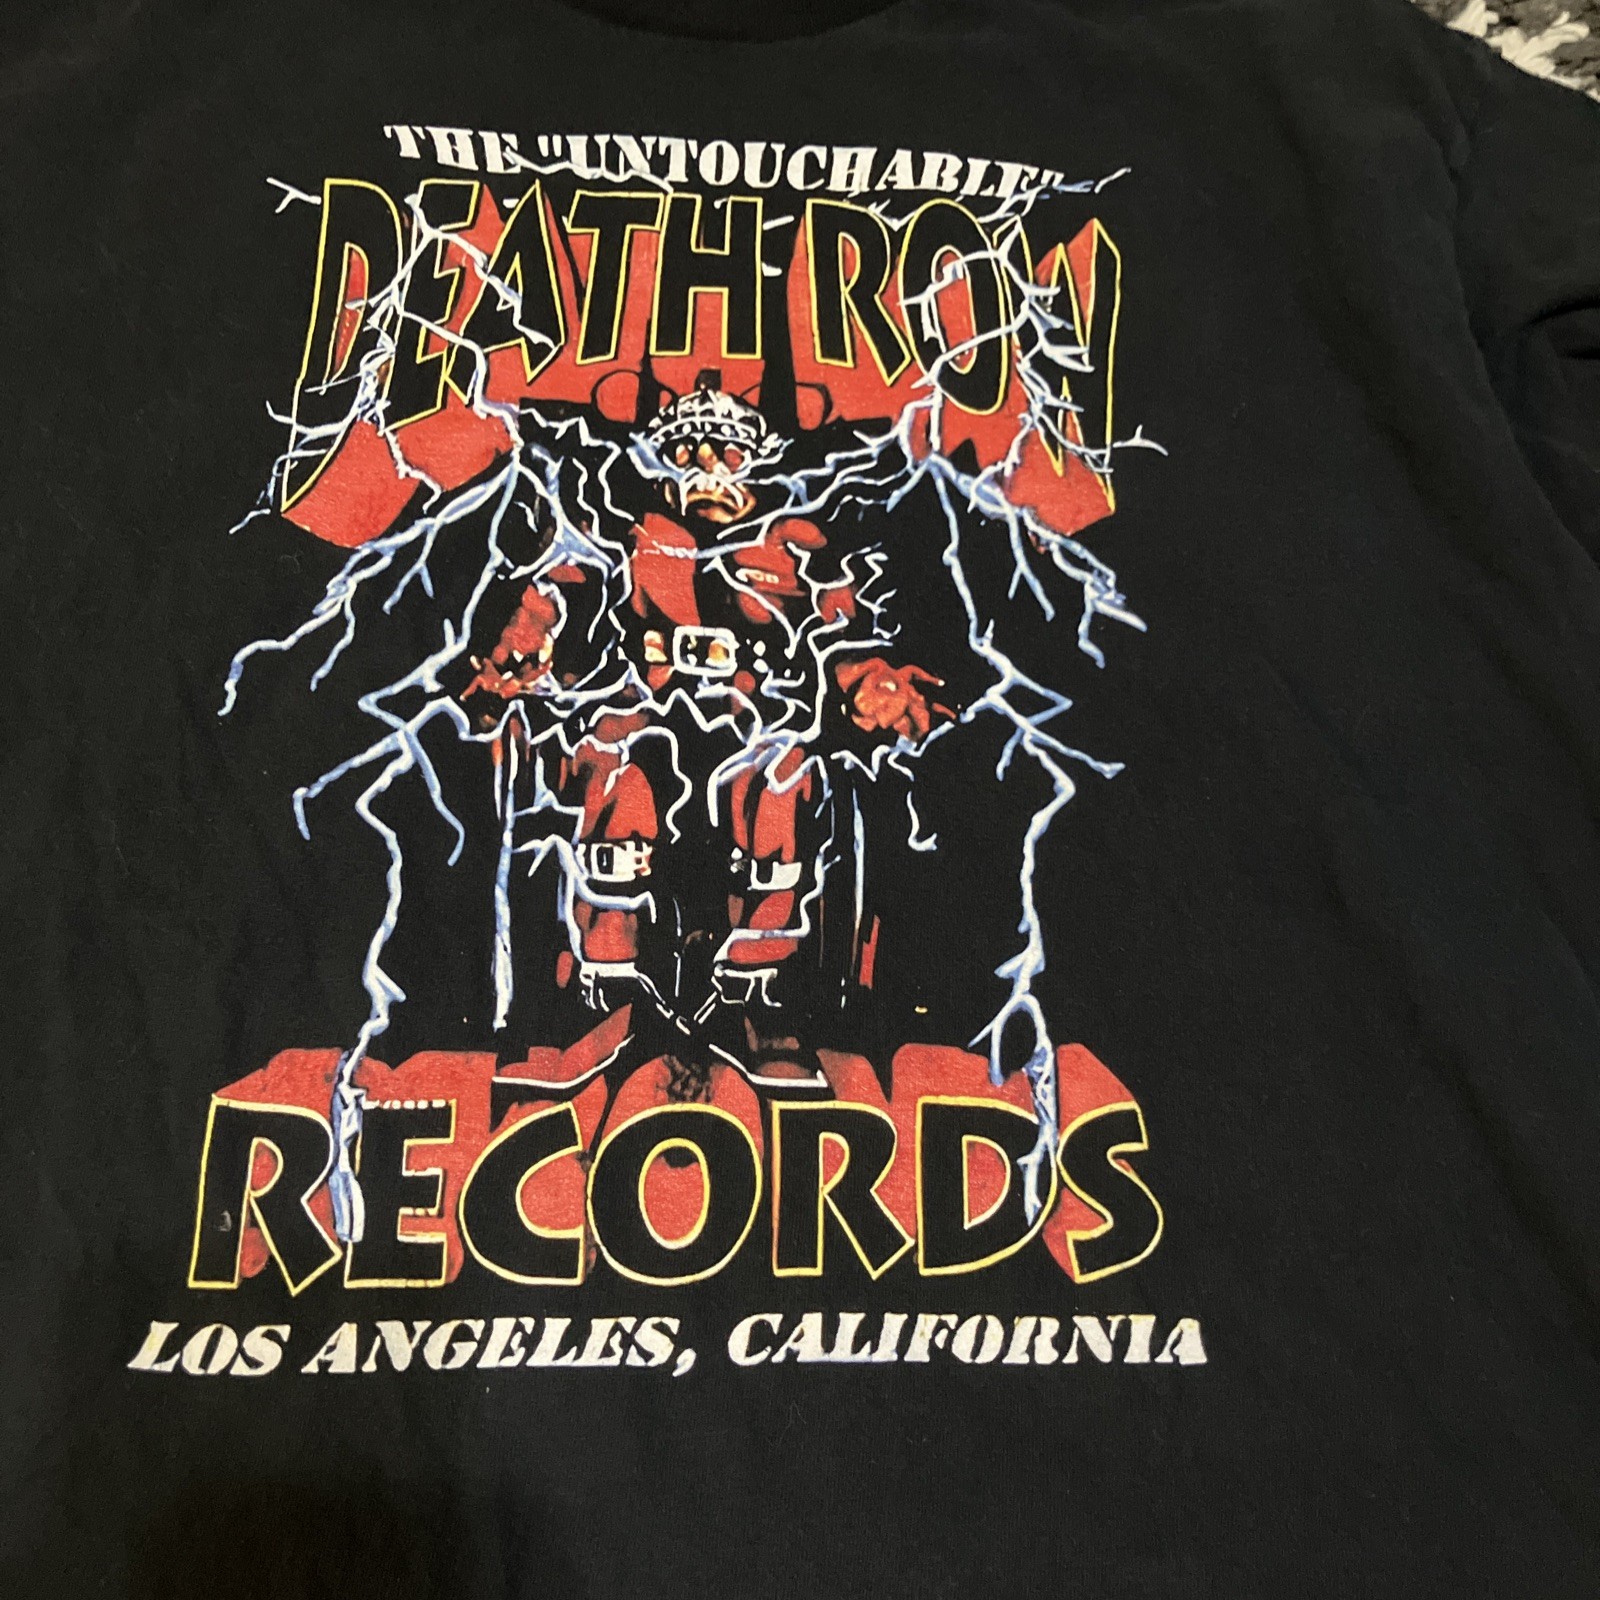 THE "UNTOUCHABLE"
DEATH ROW
RECORDS
LOS ANGELES, CALIFORNIA